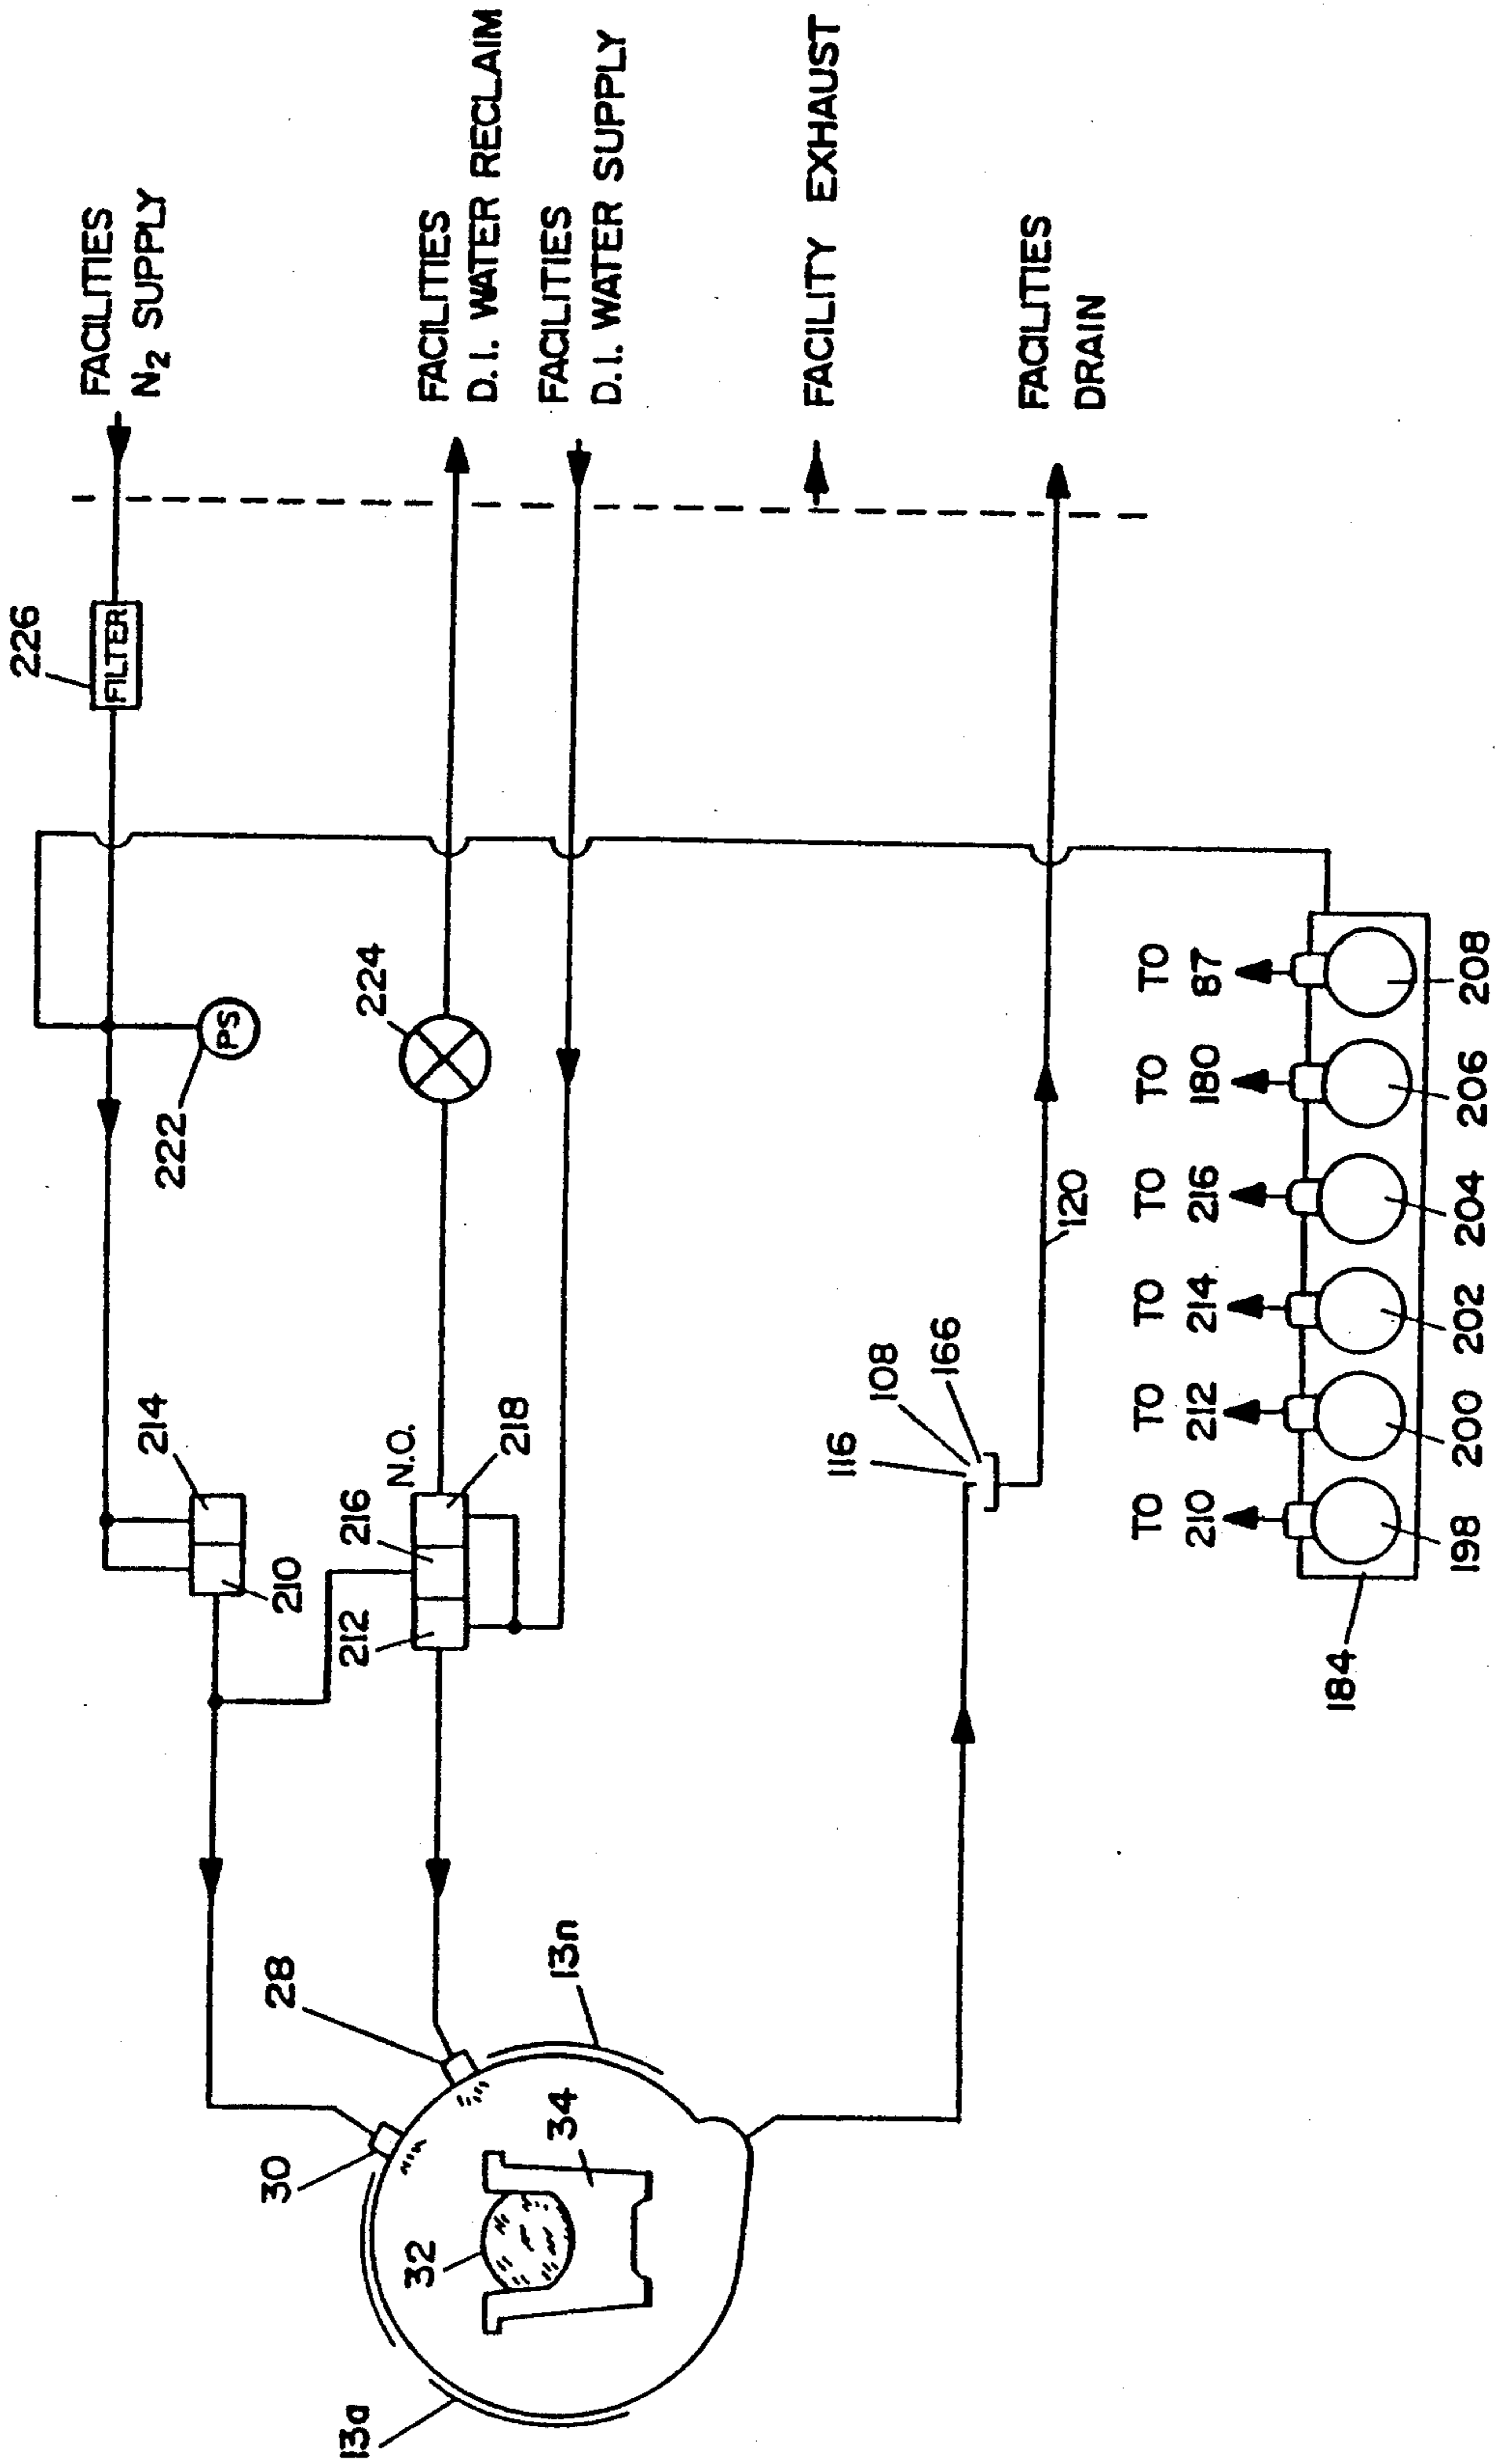 FACILITIES
N2 SUPPLY
FACILITIES
D.I. WATER RECLAIM
FACILITIES
D.I. WATER SUPPLY
FACILITY EXHAUST
FACILITIES
DRAIN
226
FILTER
222
PS
224
214
210
N.O.
216
218
212
28
30
13n
13a
32
34
116
108
166
120
TO
210
TO
212
TO
214
TO
216
TO
180
TO
87
184
198
200
202
204
206
208